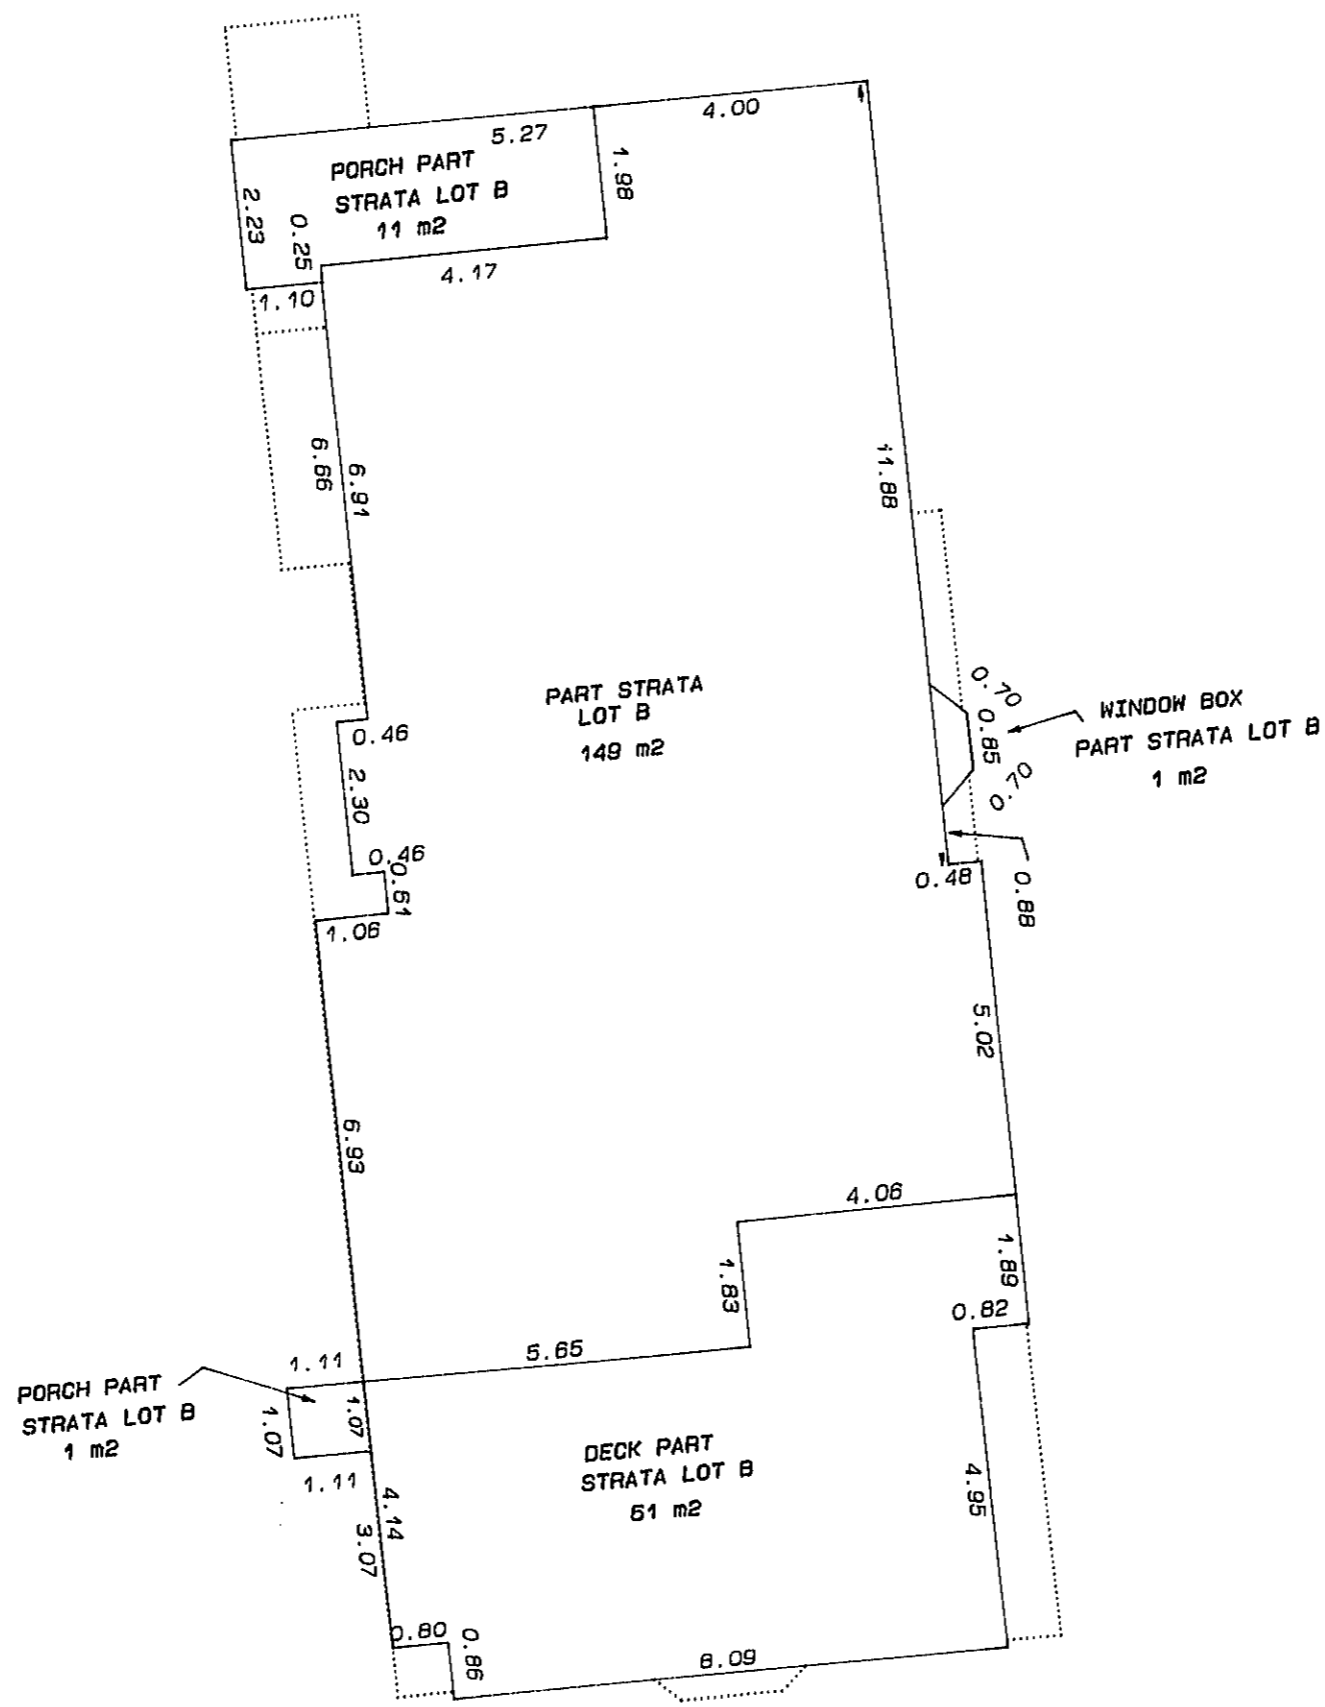 5.27
4.00
PORCH PART
STRATA LOT B
11 m2
1.98
2.23
0.25
4.17
1.10
6.66
6.91
11.88
PART STRATA
LOT B
149 m2
0.46
2.30
0.46
0.61
1.06
0.70
0.85
0.70
WINDOW BOX
PART STRATA LOT B
1 m2
0.48
0.88
5.02
6.93
4.06
1.83
1.89
0.82
5.65
1.11
PORCH PART
STRATA LOT B
1 m2
1.07
1.07
1.11
DECK PART
STRATA LOT B
51 m2
4.95
4.14
3.07
0.80
0.86
8.09